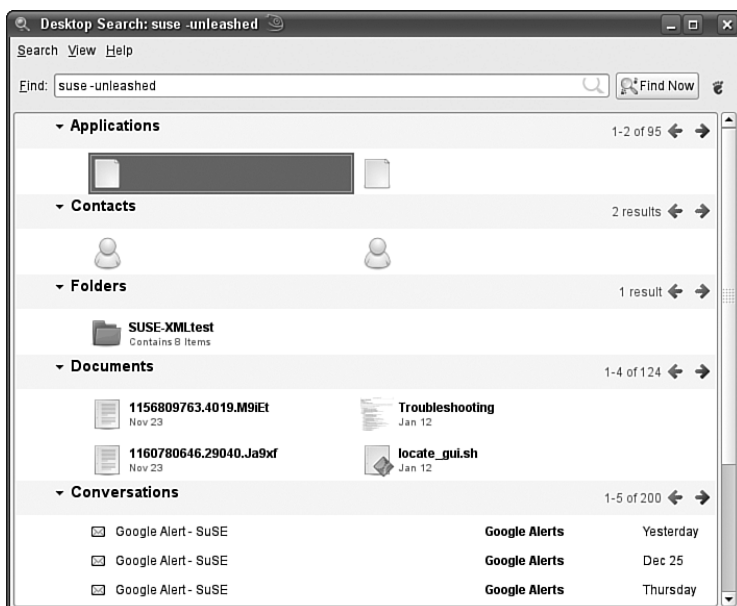 Desktop Search: suse -unleashed
Search View Help
Find: suse -unleashed Find Now
Applications 1-2 of 95
Contacts 2 results
Folders 1 result
SUSE-XMLtest
Contains 8 Items
Documents 1-4 of 124
1156809763.4019.M9iEt Troubleshooting
Nov 23 Jan 12
1160780646.29040.Ja9xf locate_gui.sh
Nov 23 Jan 12
Conversations 1-5 of 200
Google Alert - SuSE Google Alerts Yesterday
Google Alert - SuSE Google Alerts Dec 25
Google Alert - SuSE Google Alerts Thursday